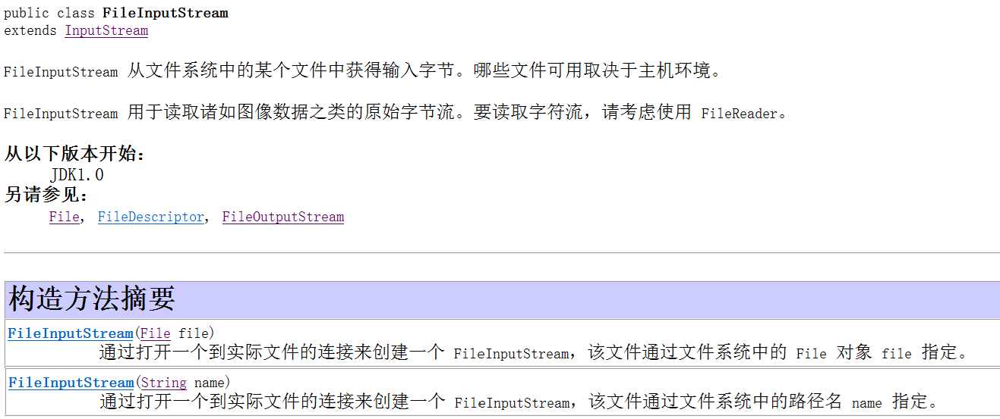 public class FileInputStream
extends InputStream
FileInputStream 从文件系统中的某个文件中获得输入字节。哪些文件可用取决于主机环境。
FileInputStream 用于读取诸如图像数据之类的原始字节流。要读取字符流，请考虑使用 FileReader。
从以下版本开始：
JDK1.0
另请参见：
File, FileDescriptor, FileOutputStream
构造方法摘要
FileInputStream(File file)
通过打开一个到实际文件的连接来创建一个 FileInputStream，该文件通过文件系统中的 File 对象 file 指定。
FileInputStream(String name)
通过打开一个到实际文件的连接来创建一个 FileInputStream，该文件通过文件系统中的路径名 name 指定。